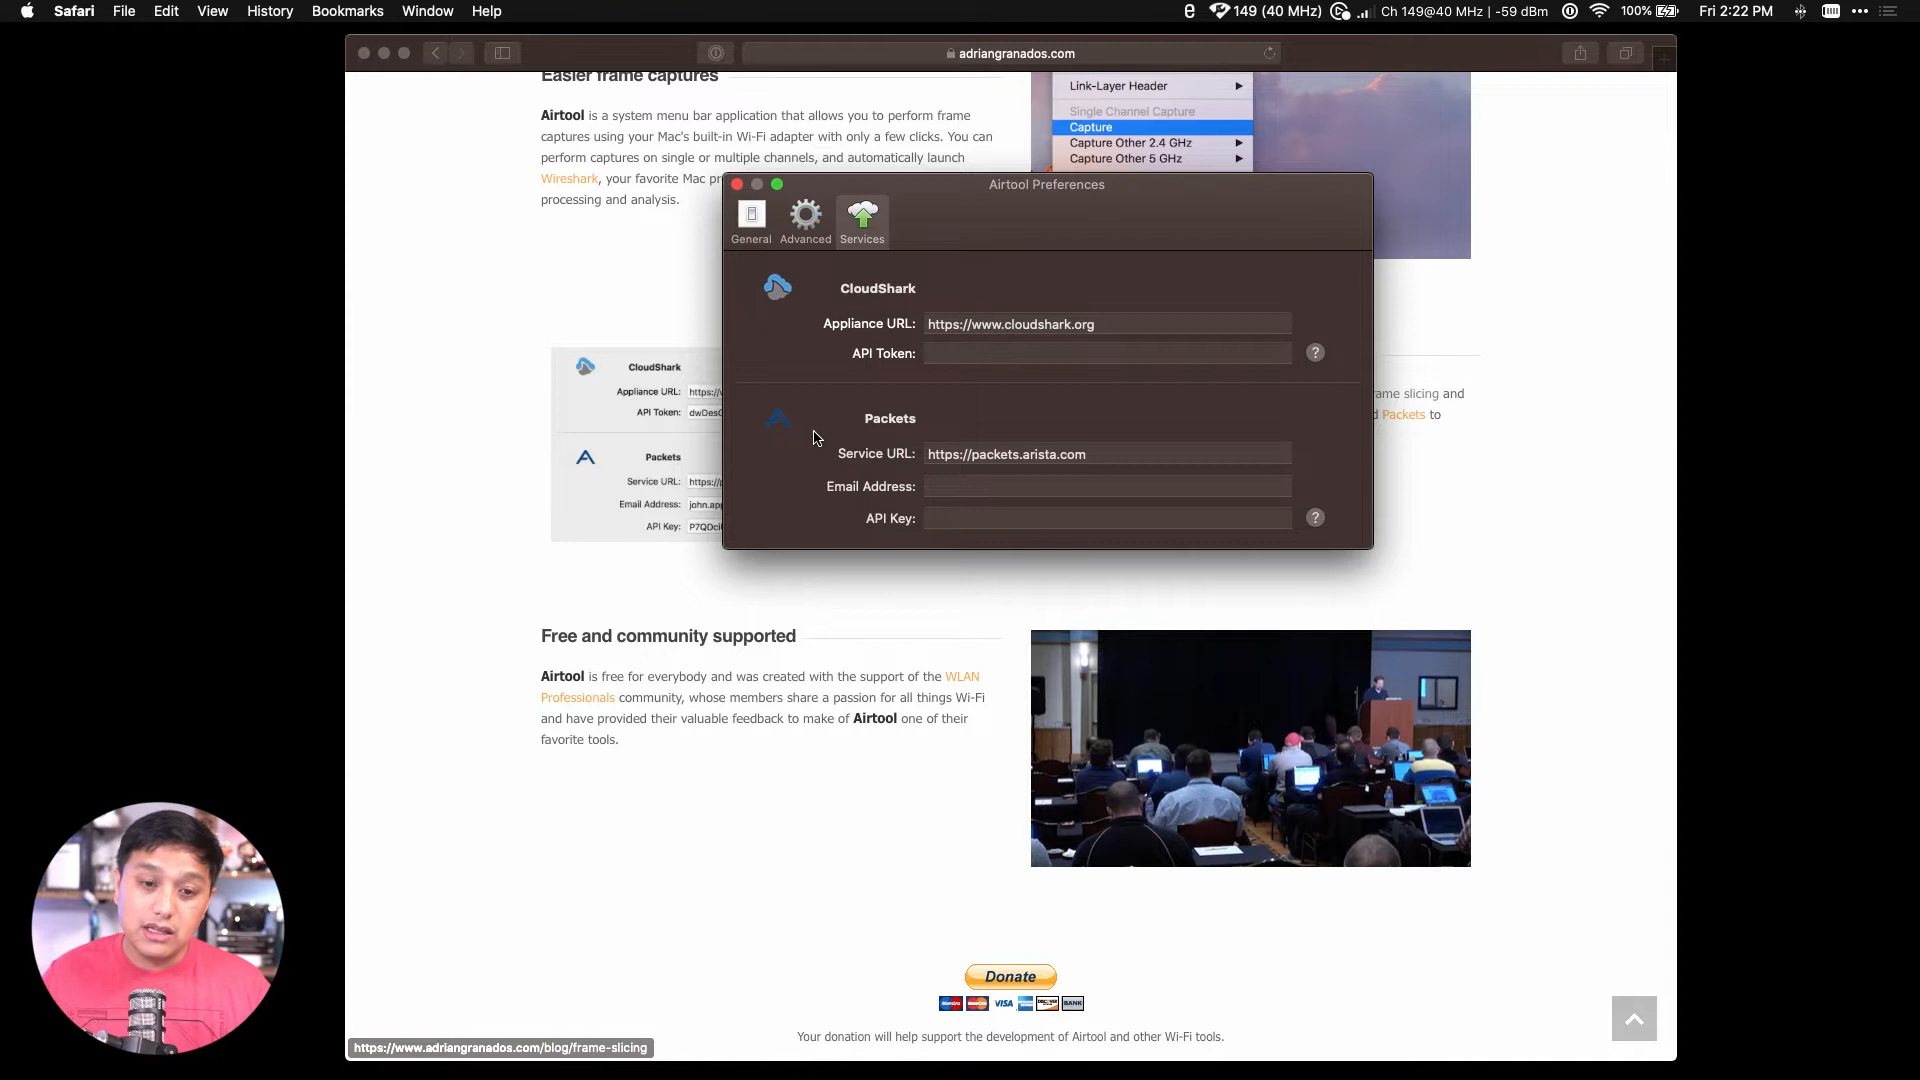 Safari File Edit View History Bookmarks Window Help
149 (40 MHz) Ch 149@40 MHz | -59 dBm 100% Fri 2:22 PM
adriangranados.com
Easier frame captures
Airtool is a system menu bar application that allows you to perform frame
captures using your Mac's built-in Wi-Fi adapter with only a few clicks. You can
perform captures on single or multiple channels, and automatically launch
Wireshark, your favorite Mac
processing and analysis.
Link-Layer Header
Single Channel Capture
Capture
Capture Other 2.4 GHz
Capture Other 5 GHz
Airtool Preferences
General Advanced Services
CloudShark
Appliance URL: https://www.cloudshark.org
API Token: ?
Packets
Service URL: https://packets.arista.com
Email Address:
API Key: ?
CloudShark
Appliance URL:
API Token:
Packets
Service URL:
Email Address:
API Key:
frame slicing and
Packets to
Free and community supported
Airtool is free for everybody and was created with the support of the WLAN
Professionals community, whose members share a passion for all things Wi-Fi
and have provided their valuable feedback to make of Airtool one of their
favorite tools.
Donate
VISA BANK
Your donation will help support the development of Airtool and other Wi-Fi tools.
https://www.adriangranados.com/blog/frame-slicing